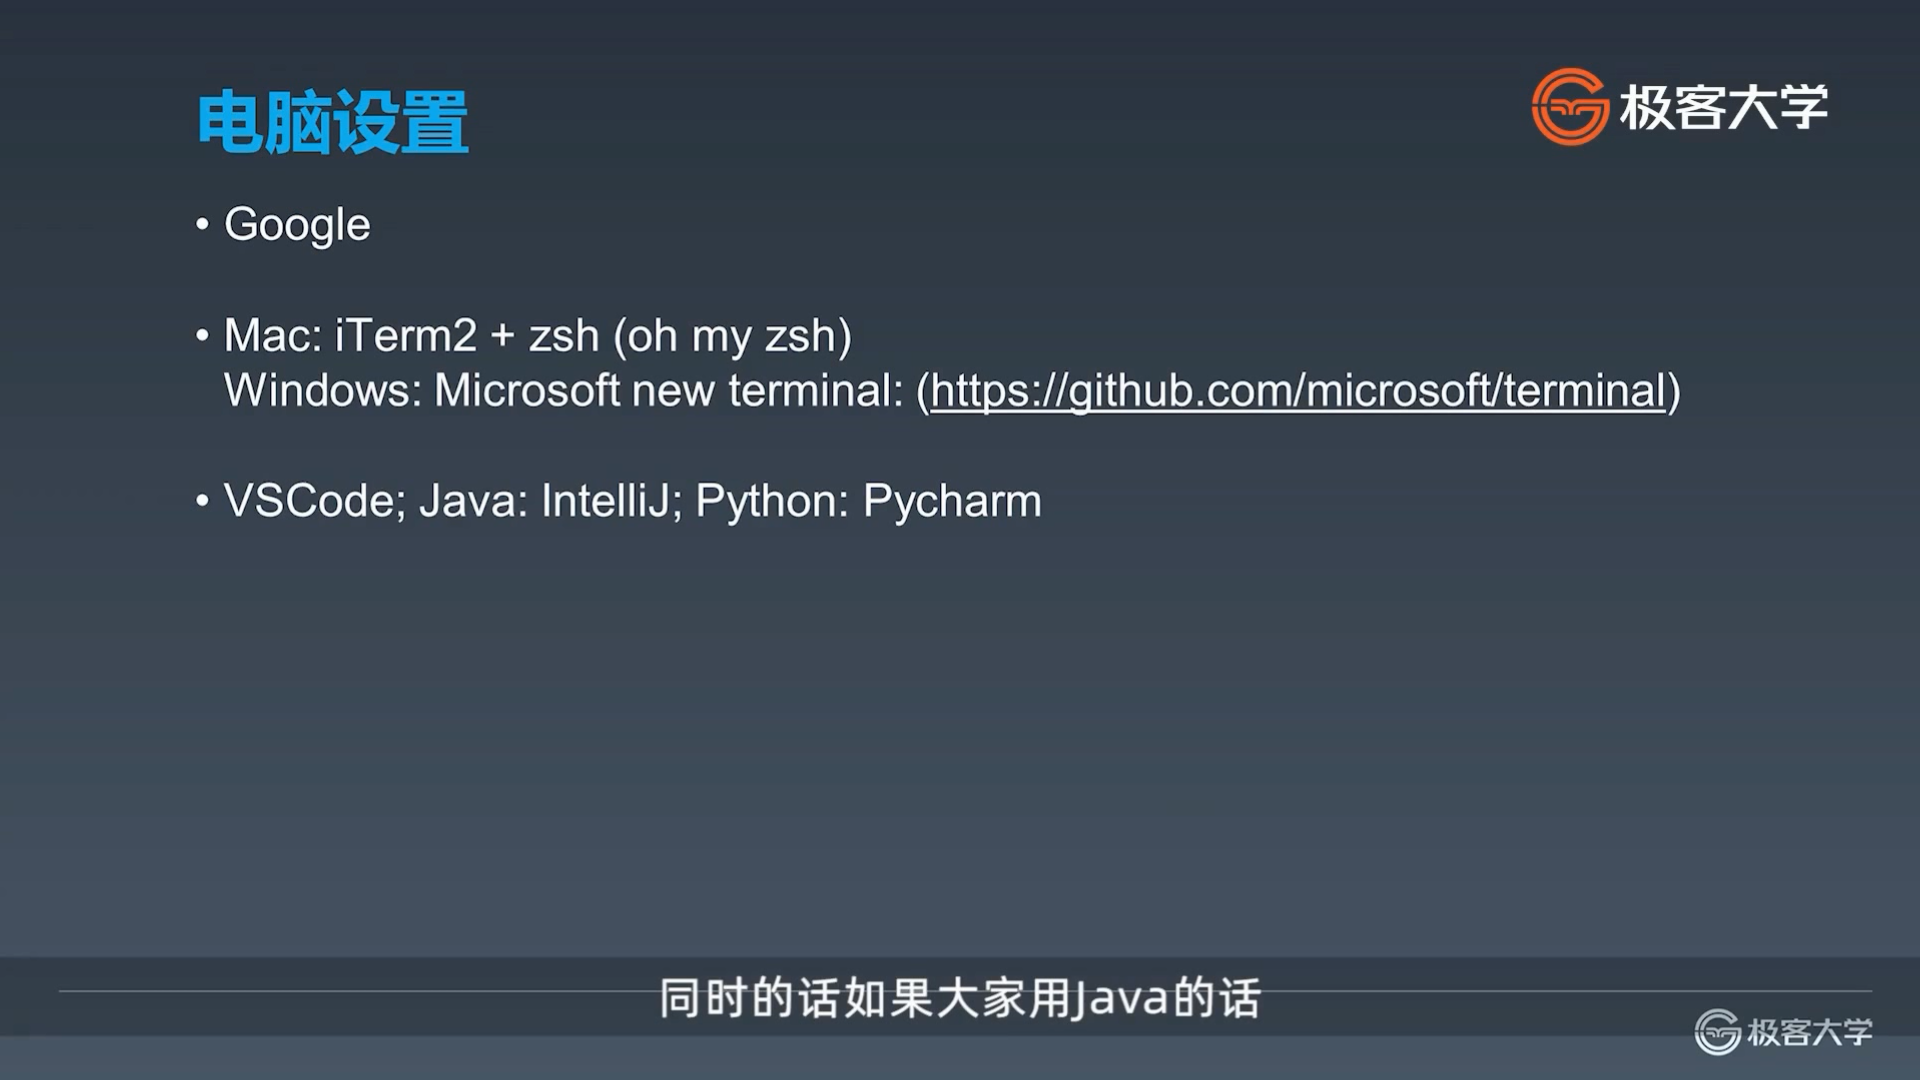 电脑设置
极客大学
• Google
• Mac: iTerm2 + zsh (oh my zsh)
Windows: Microsoft new terminal: (https://github.com/microsoft/terminal)
• VSCode; Java: IntelliJ; Python: Pycharm
同时的话如果大家用Java的话
极客大学